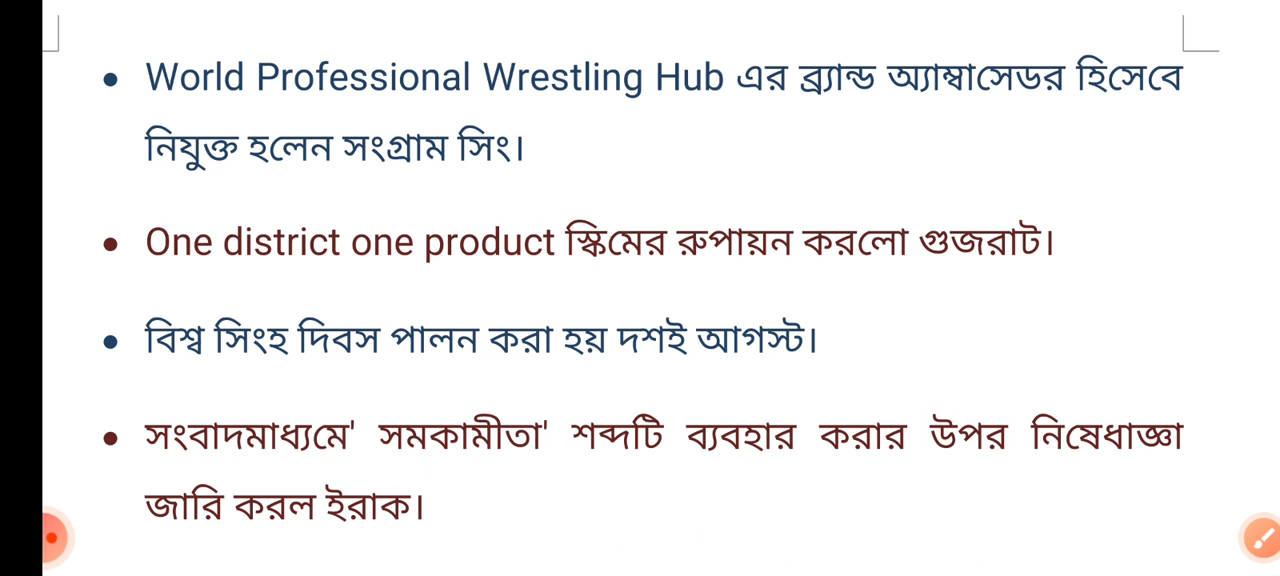 • World Professional Wrestling Hub এর ব্র্যান্ড অ্যাম্বাসেডর হিসেবে
নিযুক্ত হলেন সংগ্রাম সিং।
• One district one product স্কিমের রুপায়ন করলো গুজরাট।
• বিশ্ব সিংহ দিবস পালন করা হয় দশই আগস্ট।
• সংবাদমাধ্যমে' সমকামীতা' শব্দটি ব্যবহার করার উপর নিষেধাজ্ঞা
জারি করল ইরাক।